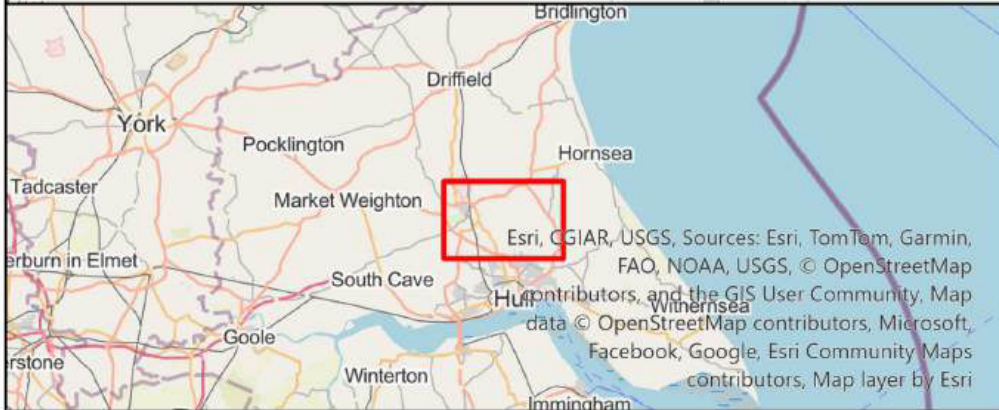 Bridlington
Driffield
York
Pocklington
Hornsea
Tadcaster
Market Weighton
Esri, CGIAR, USGS, Sources: Esri, TomTom, Garmin,
erburn in Elmet
FAO, NOAA, USGS, © OpenStreetMap
South Cave
Hull
contributors, and the GIS User Community, Map
Withernsea
Goole
data © OpenStreetMap contributors, Microsoft,
Facebook, Google, Esri Community Maps
erstone
Winterton
contributors, Map layer by Esri
Immingham